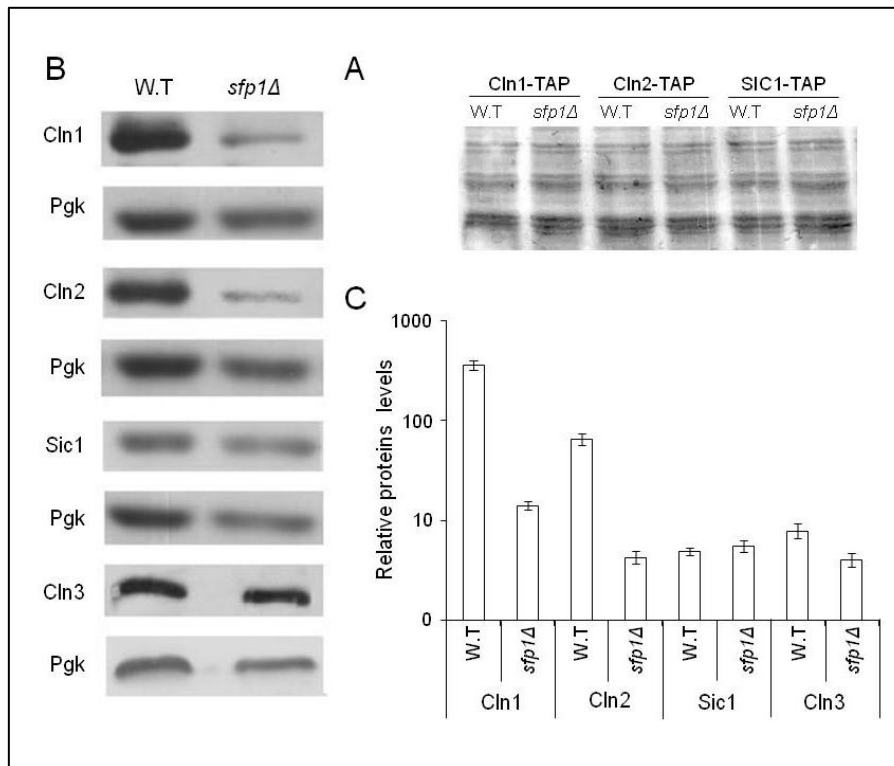 B
W.T sfp1Δ
Cln1
Pgk
Cln2
Pgk
Sic1
Pgk
Cln3
Pgk
A
Cln1-TAP Cln2-TAP SIC1-TAP
W.T sfp1Δ W.T sfp1Δ W.T sfp1Δ
C
Relative proteins levels
1000
100
10
0
W.T sfp1Δ W.T sfp1Δ W.T sfp1Δ W.T sfp1Δ
Cln1 Cln2 Sic1 Cln3